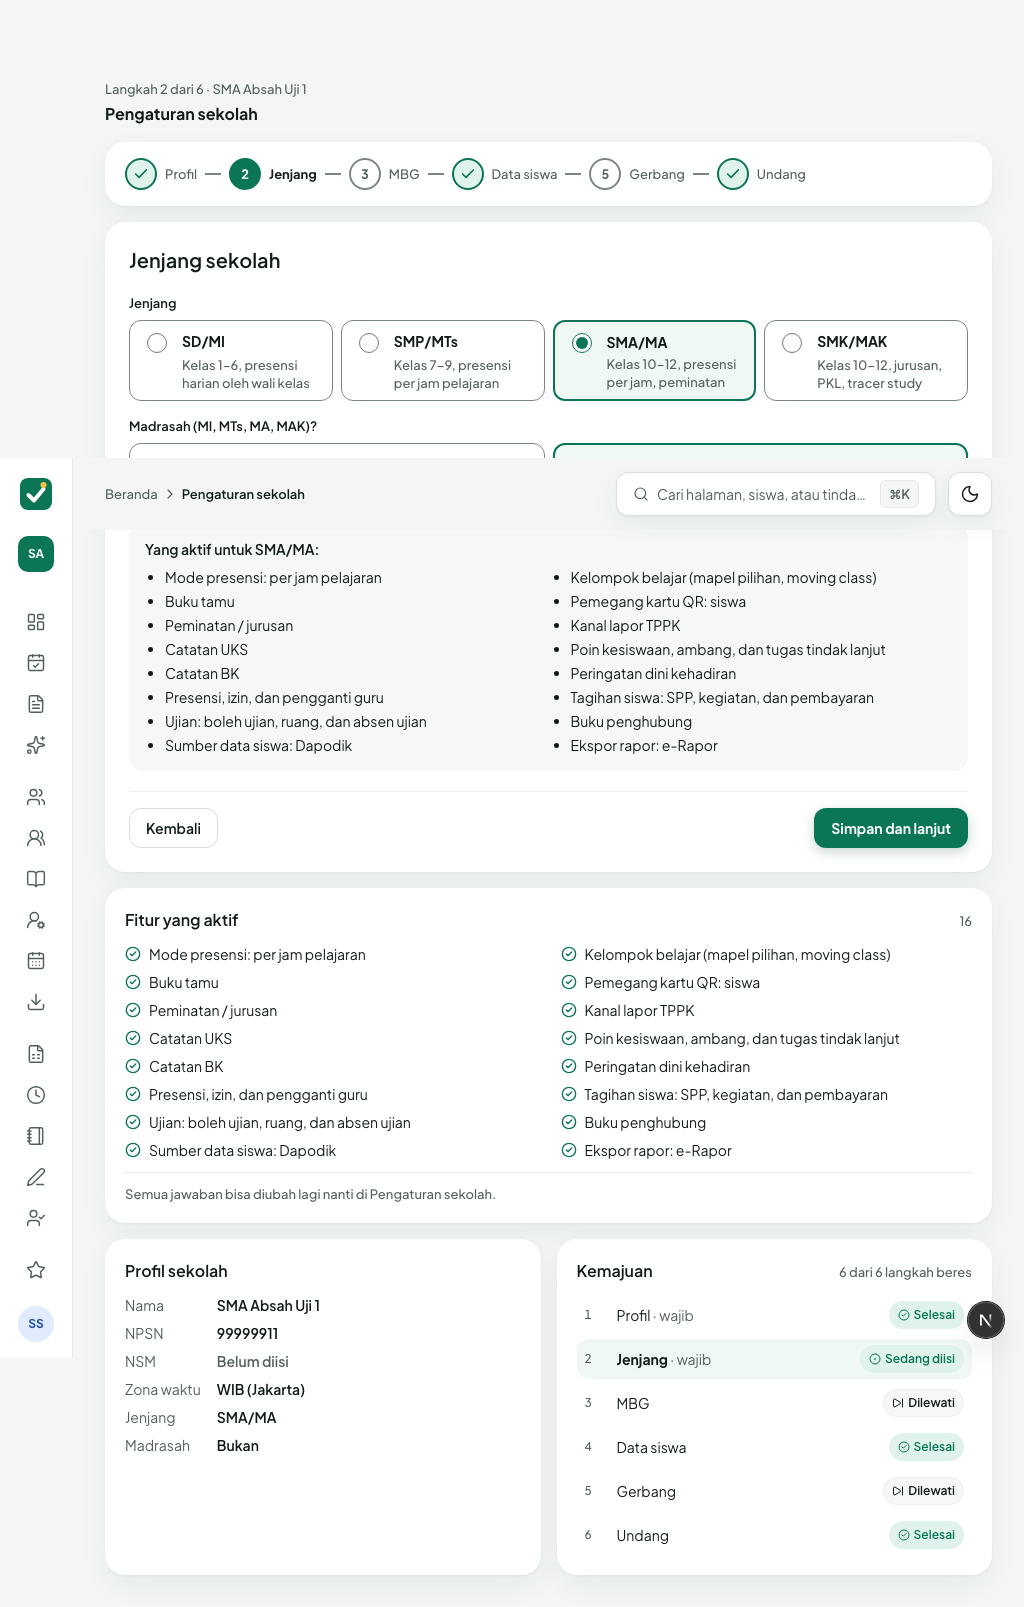 Langkah 2 dari 6 · SMA Absah Uji 1
Pengaturan sekolah
Profil
2 Jenjang
3 MBG
Data siswa
5 Gerbang
Undang
Jenjang sekolah
Jenjang
SD/MI
Kelas 1–6, presensi
harian oleh wali kelas
SMP/MTs
Kelas 7–9, presensi
per jam pelajaran
SMA/MA
Kelas 10–12, presensi
per jam, peminatan
SMK/MAK
Kelas 10–12, jurusan,
PKL, tracer study
Madrasah (MI, MTs, MA, MAK)?
Beranda > Pengaturan sekolah
Cari halaman, siswa, atau tinda...
⌘K
SA
Yang aktif untuk SMA/MA:
• Mode presensi: per jam pelajaran
• Buku tamu
• Peminatan / jurusan
• Catatan UKS
• Catatan BK
• Presensi, izin, dan pengganti guru
• Ujian: boleh ujian, ruang, dan absen ujian
• Sumber data siswa: Dapodik
• Kelompok belajar (mapel pilihan, moving class)
• Pemegang kartu QR: siswa
• Kanal lapor TPPK
• Poin kesiswaan, ambang, dan tugas tindak lanjut
• Peringatan dini kehadiran
• Tagihan siswa: SPP, kegiatan, dan pembayaran
• Buku penghubung
• Ekspor rapor: e-Rapor
Kembali
Simpan dan lanjut
Fitur yang aktif
16
Mode presensi: per jam pelajaran
Buku tamu
Peminatan / jurusan
Catatan UKS
Catatan BK
Presensi, izin, dan pengganti guru
Ujian: boleh ujian, ruang, dan absen ujian
Sumber data siswa: Dapodik
Kelompok belajar (mapel pilihan, moving class)
Pemegang kartu QR: siswa
Kanal lapor TPPK
Poin kesiswaan, ambang, dan tugas tindak lanjut
Peringatan dini kehadiran
Tagihan siswa: SPP, kegiatan, dan pembayaran
Buku penghubung
Ekspor rapor: e-Rapor
Semua jawaban bisa diubah lagi nanti di Pengaturan sekolah.
SS
Profil sekolah
Nama SMA Absah Uji 1
NPSN 99999911
NSM Belum diisi
Zona waktu WIB (Jakarta)
Jenjang SMA/MA
Madrasah Bukan
Kemajuan
6 dari 6 langkah beres
1 Profil · wajib Selesai
2 Jenjang · wajib Sedang diisi
3 MBG Dilewati
4 Data siswa Selesai
5 Gerbang Dilewati
6 Undang Selesai
N